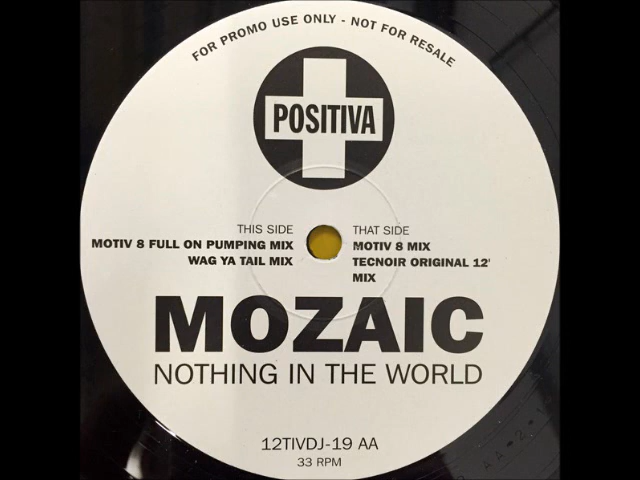 FOR PROMO USE ONLY - NOT FOR RESALE
POSITIVA
THIS SIDE
MOTIV 8 FULL ON PUMPING MIX
WAG YA TAIL MIX
THAT SIDE
MOTIV 8 MIX
TECNOIR ORIGINAL 12'
MIX
MOZAIC
NOTHING IN THE WORLD
12TIVDJ-19 AA
33 RPM